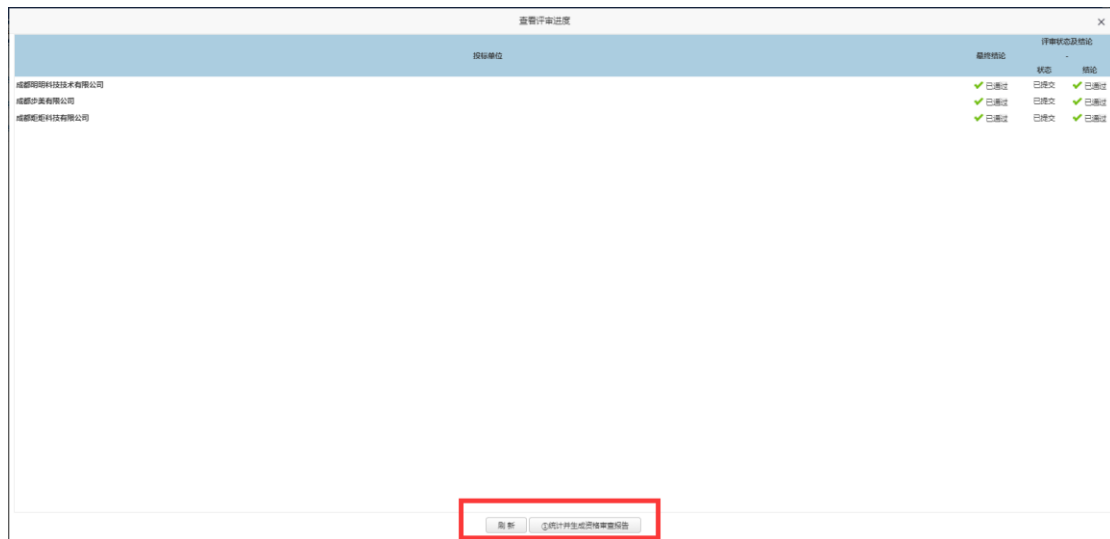 查看评审进度 ×
投标单位 最终结论 评审状态及结论
-
状态 结论
成都明明科技技术有限公司 已通过 已提交 已通过
成都步奥有限公司 已通过 已提交 已通过
成都炬炬科技有限公司 已通过 已提交 已通过
刷 新 ①统计并生成资格审查报告